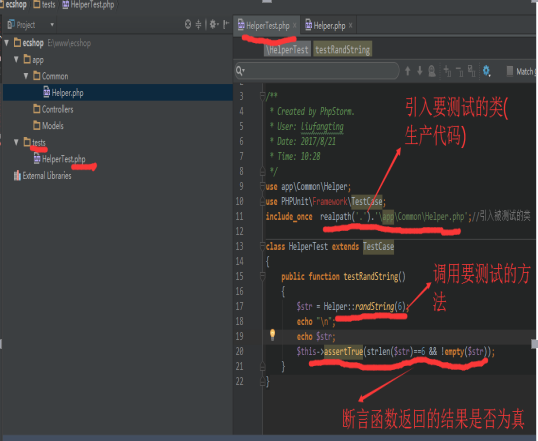 ecshop tests HelperTest.php
Project
ecshop E:\www\ecshop
app
Common
Helper.php
Controllers
Models
tests
HelperTest.php
External Libraries
HelperTest.php × Helper.php ×
\HelperTest testRandString
Match
3 /**
4 * Created by PhpStorm.
5 * User: Liufangting
6 * Date: 2017/8/21
7 * Time: 10:28
8 */
9 use app\Common\Helper;
10 use PHPUnit\Framework\TestCase;
11 include_once realpath('.').'\app\Common\Helper.php';//引入被测试的类
12
13 class HelperTest extends TestCase
14 {
15 public function testRandString()
16 {
17 $str = Helper::randString(6);
18 echo "\n";
19 echo $str;
20 $this->assertTrue(strlen($str)==6 && !empty($str));
21 }
22 }
引入要测试的类(
生产代码)
调用要测试的方
法
断言函数返回的结果是否为真